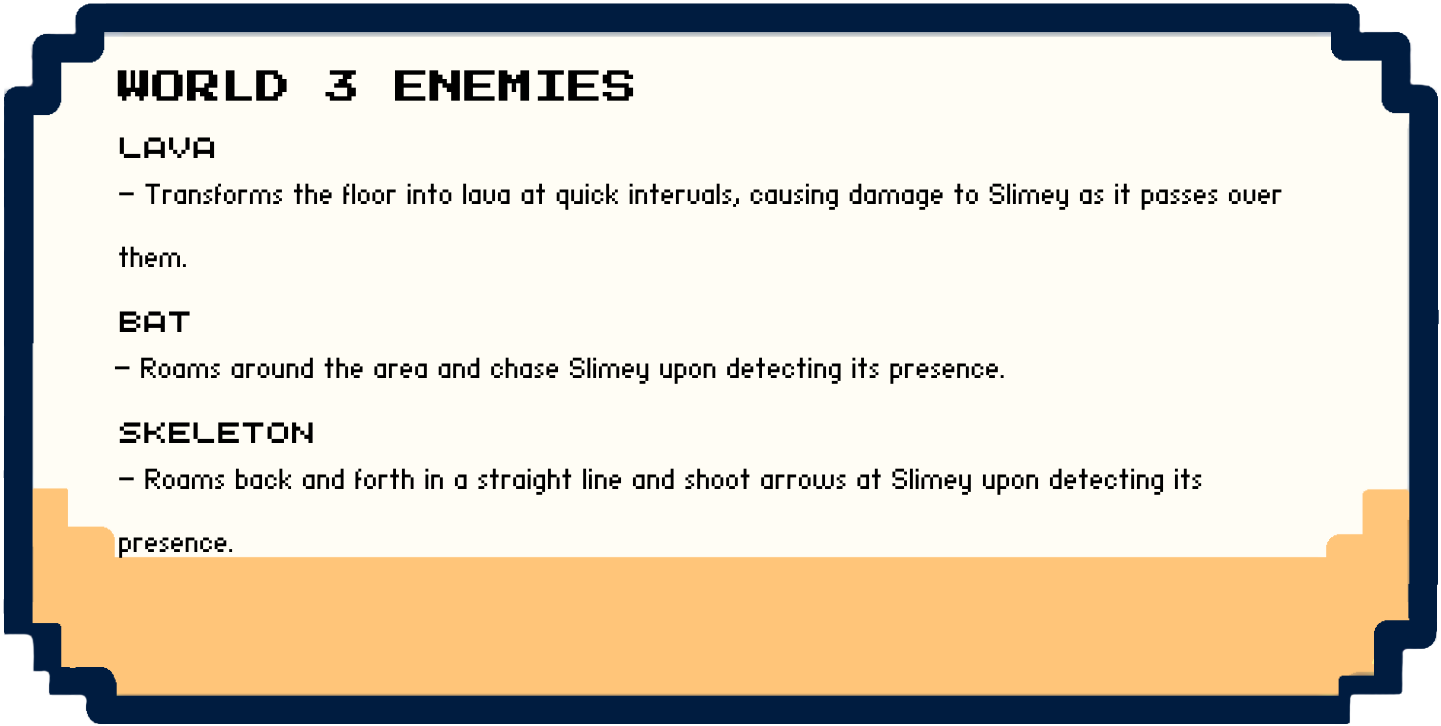 WORLD 3 ENEMIES
LAVA
- Transforms the floor into lava at quick intervals, causing damage to Slimey as it passes over
them.
BAT
- Roams around the area and chase Slimey upon detecting its presence.
SKELETON
- Roams back and forth in a straight line and shoot arrows at Slimey upon detecting its
presence.